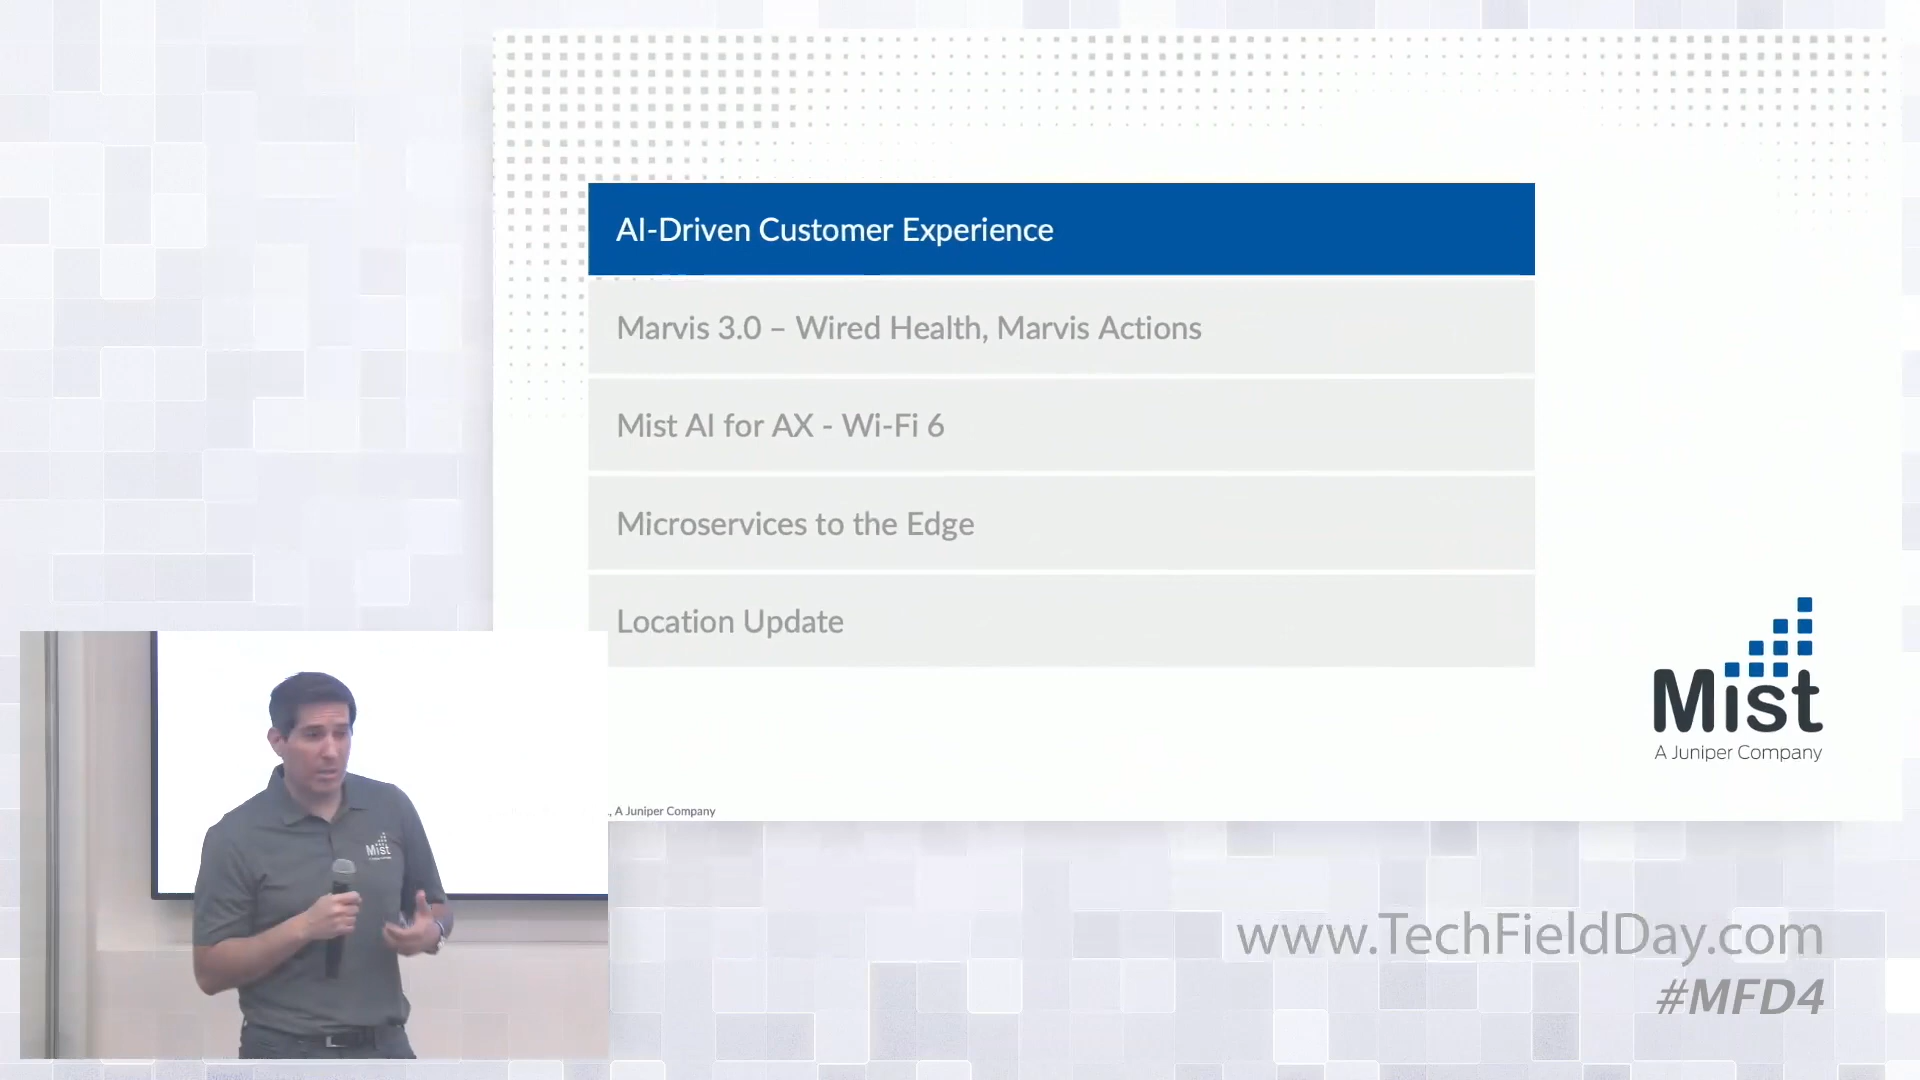 AI-Driven Customer Experience
Marvis 3.0 – Wired Health, Marvis Actions
Mist AI for AX - Wi-Fi 6
Microservices to the Edge
Location Update
Mist
A Juniper Company
., A Juniper Company
Mist
www.TechFieldDay.com
#MFD4